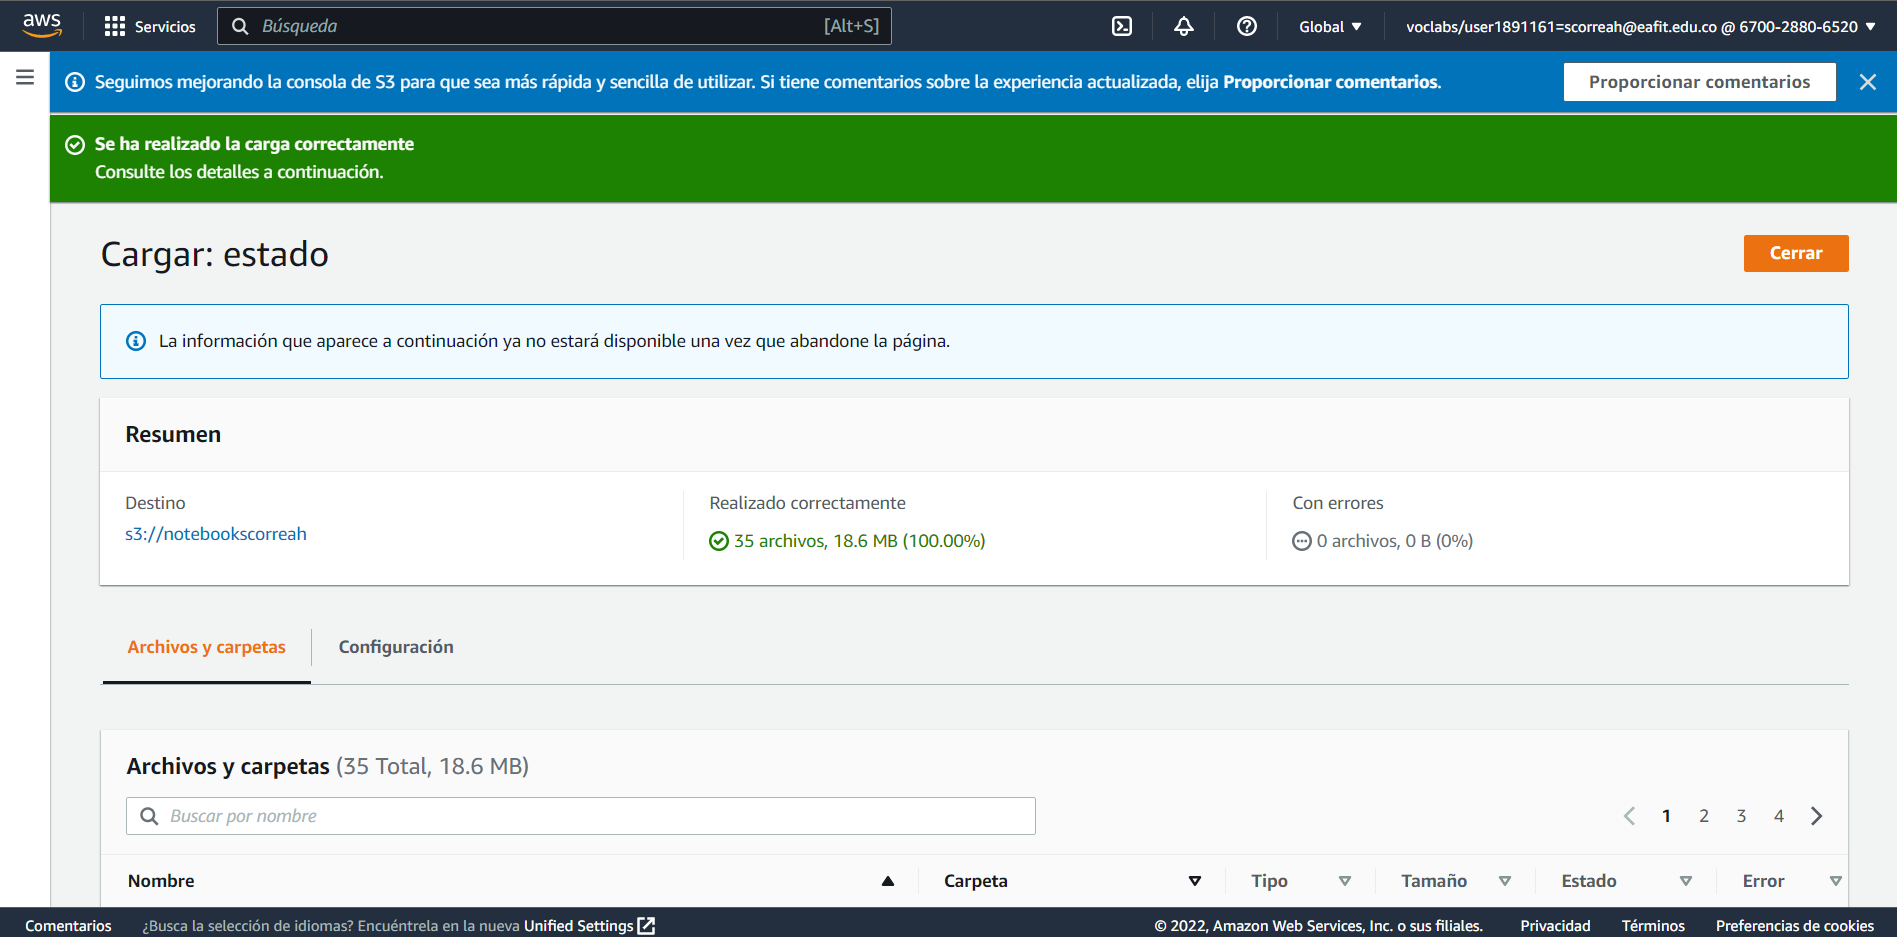 aws
Servicios
Búsqueda
[Alt+S]
Global
voclabs/user1891161=scorreah@eafit.edu.co @ 6700-2880-6520
Seguimos mejorando la consola de S3 para que sea más rápida y sencilla de utilizar. Si tiene comentarios sobre la experiencia actualizada, elija Proporcionar comentarios.
Proporcionar comentarios
Se ha realizado la carga correctamente
Consulte los detalles a continuación.
Cargar: estado
Cerrar
La información que aparece a continuación ya no estará disponible una vez que abandone la página.
Resumen
Destino
s3://notebookscorreah
Realizado correctamente
35 archivos, 18.6 MB (100.00%)
Con errores
0 archivos, 0 B (0%)
Archivos y carpetas
Configuración
Archivos y carpetas (35 Total, 18.6 MB)
Buscar por nombre
1 2 3 4
Nombre
Carpeta
Tipo
Tamaño
Estado
Error
Comentarios
¿Busca la selección de idiomas? Encuéntrela en la nueva Unified Settings
© 2022, Amazon Web Services, Inc. o sus filiales.
Privacidad
Términos
Preferencias de cookies